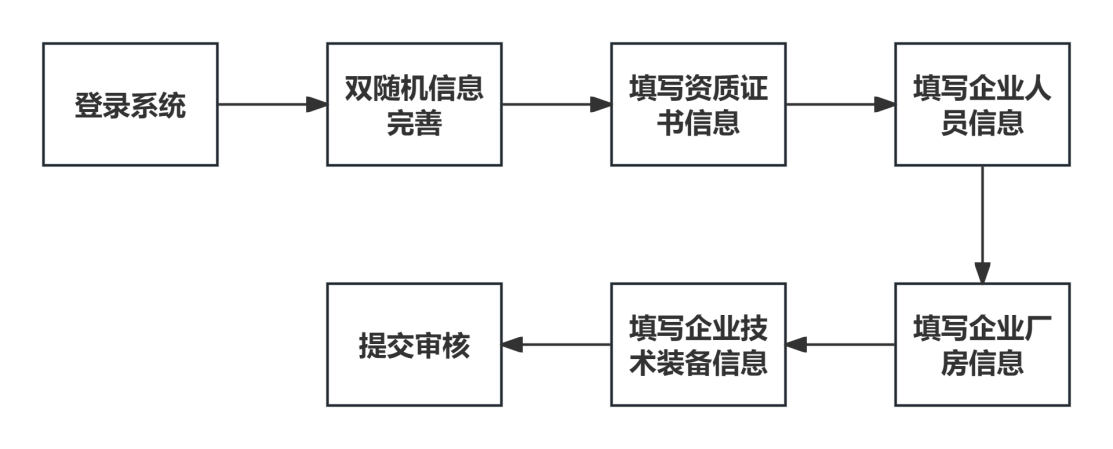 登录系统
双随机信息
完善
填写资质证
书信息
填写企业人
员信息
填写企业厂
房信息
填写企业技
术装备信息
提交审核